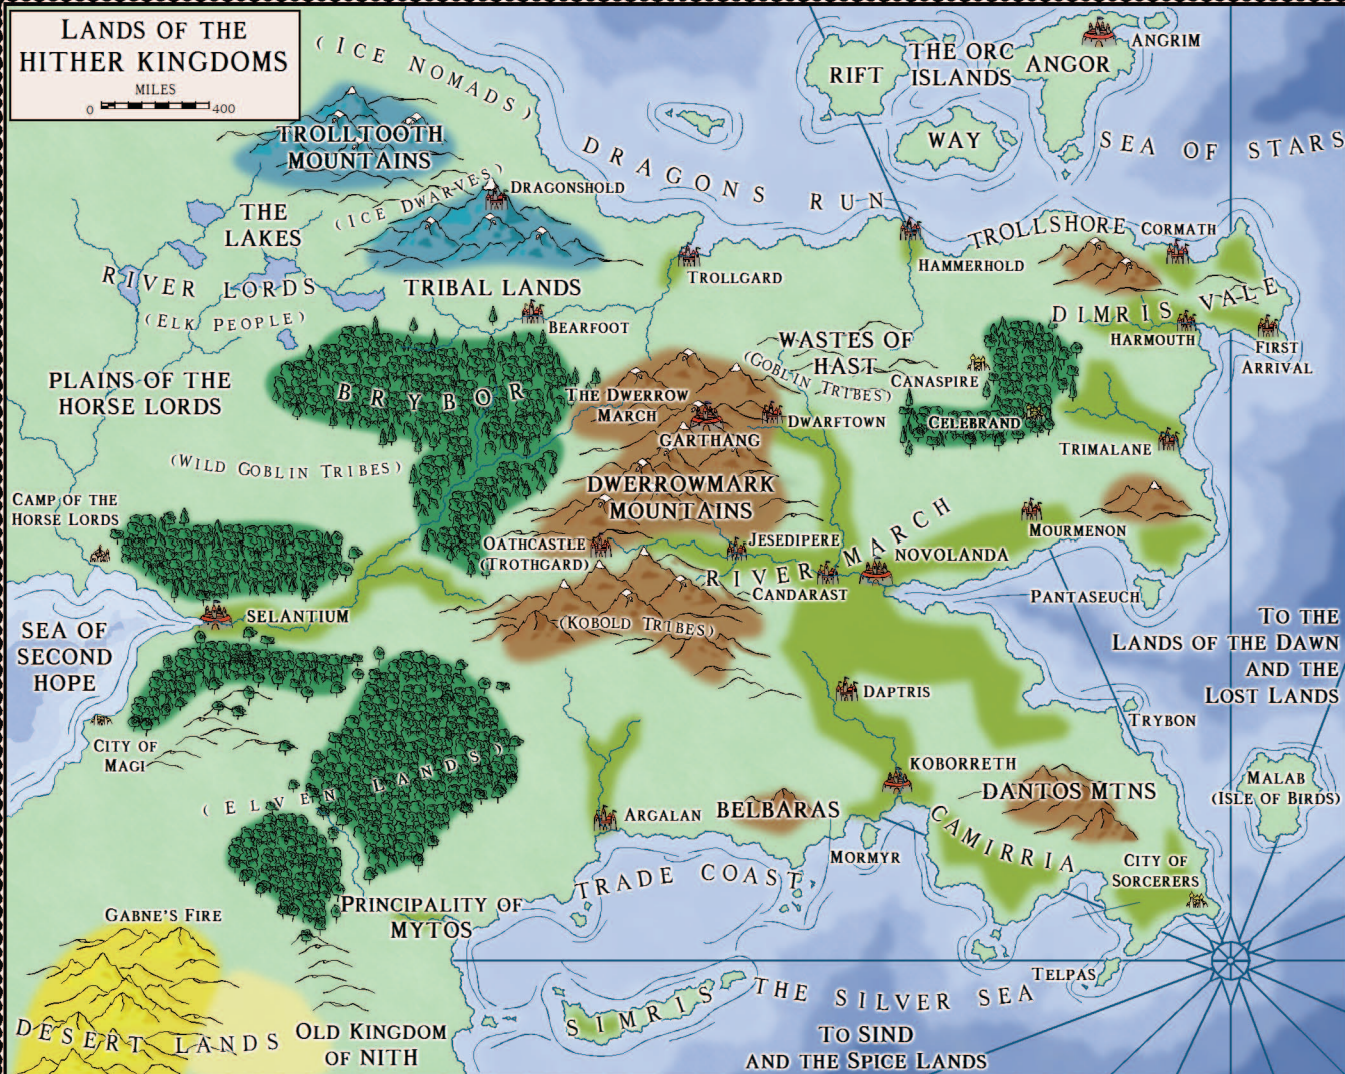 LANDS OF THE
HITHER KINGDOMS
MILES
0 400
(ICE NOMADS)
TROLLTOOTH
MOUNTAINS
(ICE DWARVES)
DRAGONSHOLD
DRAGONS RUN
RIFT
THE ORC
ISLANDS
ANGOR
ANGRIM
WAY
SEA OF STARS
THE
LAKES
RIVER LORDS
(ELK PEOPLE)
TRIBAL LANDS
BEARFOOT
TROLLGARD
HAMMERHOLD
TROLLSHORE
CORMATH
DIMRIS VALE
HARMOUTH
FIRST
ARRIVAL
PLAINS OF THE
HORSE LORDS
BRYBOR
WASTES OF
HAST
(GOBLIN TRIBES)
CANASPIRE
THE DWERROW
MARCH
GARTHANG
DWARFTOWN
CELEBRAND
TRIMALANE
(WILD GOBLIN TRIBES)
DWERROWMARK
MOUNTAINS
CAMP OF THE
HORSE LORDS
OATHCASTLE
(TROTHGARD)
JESEDIPERE
RIVER MARCH
CANDARAST
NOVOLANDA
MOURMENON
PANTASEUCH
SELANTIUM
(KOBOLD TRIBES)
SEA OF
SECOND
HOPE
TO THE
LANDS OF THE DAWN
AND THE
LOST LANDS
DAPTRIS
TRYBON
CITY OF
MAGI
(ELVEN LANDS)
KOBORRETH
DANTOS MTNS
MALAB
(ISLE OF BIRDS)
ARGALAN
BELBARAS
MORMYR
CAMIRRIA
CITY OF
SORCERERS
TRADE COAST
PRINCIPALITY OF
MYTOS
GABNE'S FIRE
TELPAS
SIMRIS
THE SILVER SEA
DESERT LANDS
OLD KINGDOM
OF NITH
TO SIND
AND THE SPICE LANDS